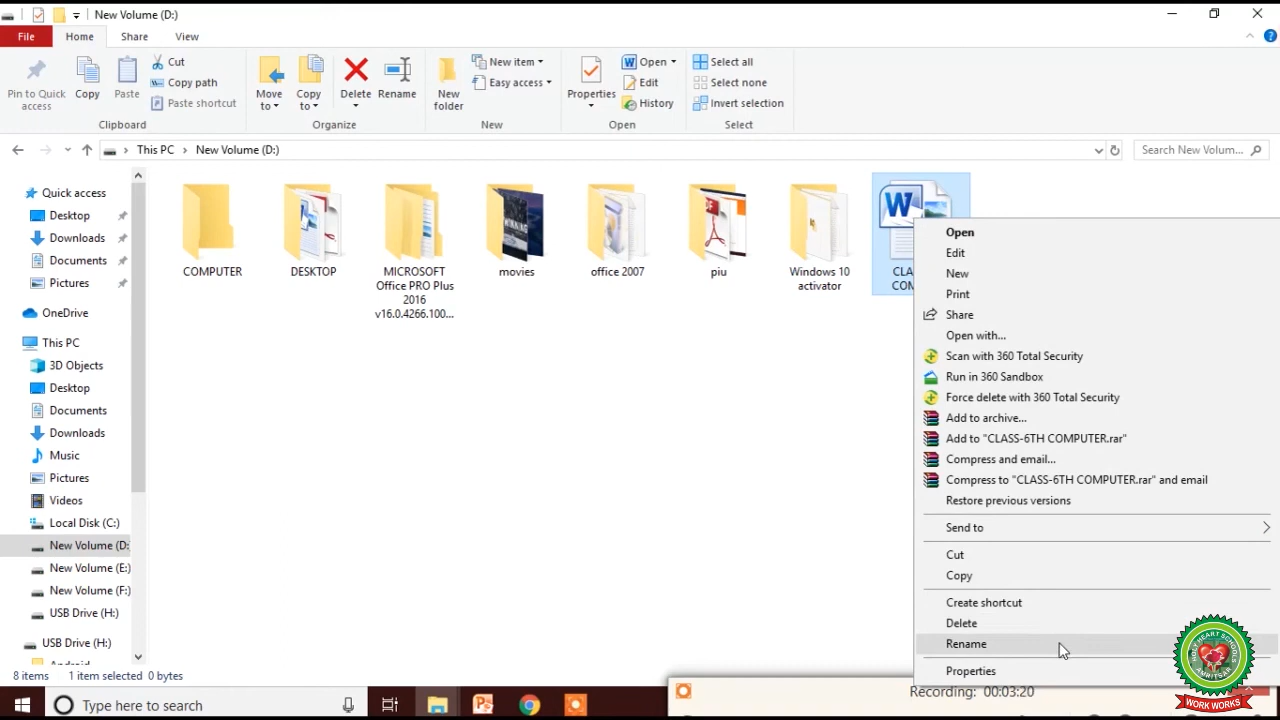 New Volume (D:)
File
Home
Share
View
Pin to Quick
access
Copy
Paste
Cut
Copy path
Paste shortcut
Clipboard
Move
to
Copy
to
Delete
Rename
Organize
New
folder
New item
Easy access
New
Properties
Open
Edit
History
Open
Select all
Select none
Invert selection
Select
This PC
New Volume (D:)
Search New Volum...
Quick access
Desktop
Downloads
Documents
Pictures
OneDrive
This PC
3D Objects
Desktop
Documents
Downloads
Music
Pictures
Videos
Local Disk (C:)
New Volume (D:
New Volume (E:)
New Volume (F:)
USB Drive (H:)
USB Drive (H:)
Android
COMPUTER
DESKTOP
MICROSOFT
Office PRO Plus
2016
v16.0.4266.100...
movies
WINNING
office 2007
piu
PDF
Windows 10
activator
W
CLA
COM
Open
Edit
New
Print
Share
Open with...
Scan with 360 Total Security
Run in 360 Sandbox
Force delete with 360 Total Security
Add to archive...
Add to "CLASS-6TH COMPUTER.rar"
Compress and email...
Compress to "CLASS-6TH COMPUTER.rar" and email
Restore previous versions
Send to
Cut
Copy
Create shortcut
Delete
Rename
Properties
8 items
1 item selected
0 bytes
Type here to search
Recording: 00:03:20
HOLY HEART SCHOOLS
AMRITSAR
WORK WORKS